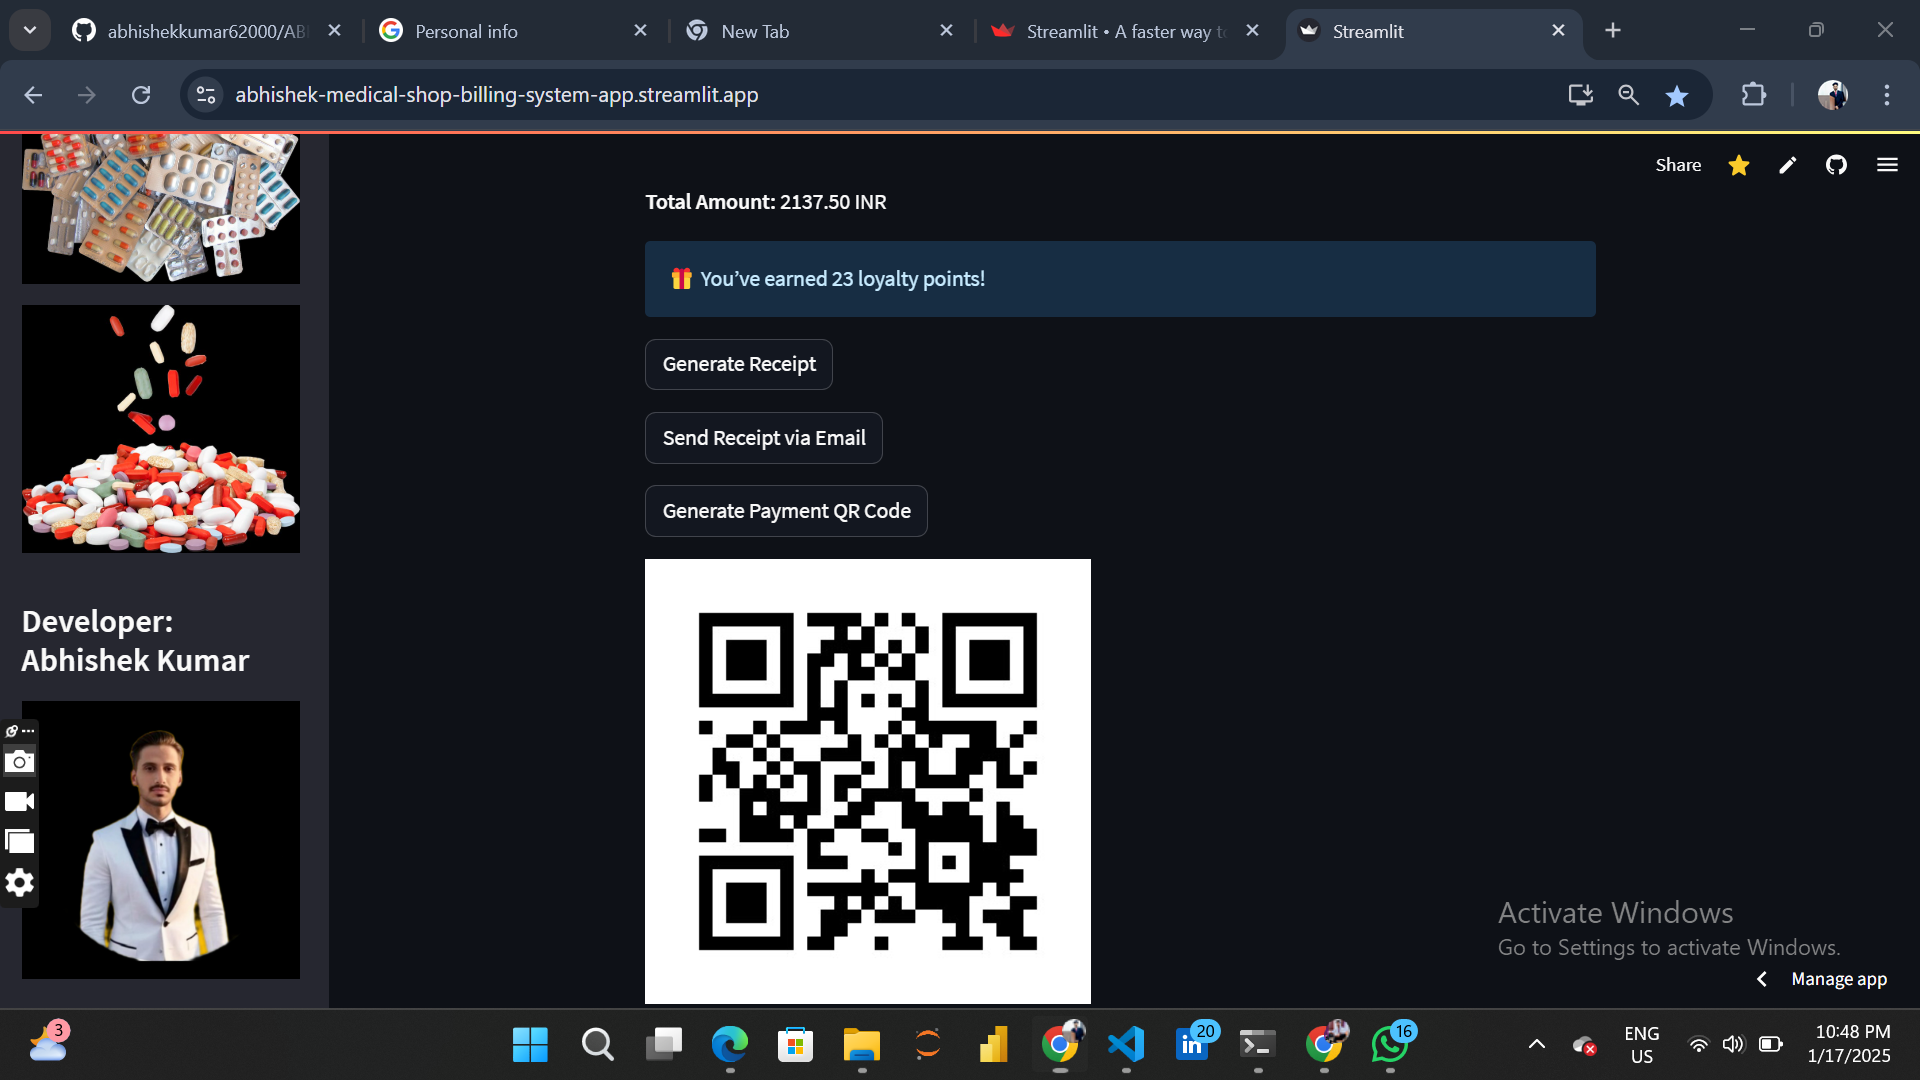 abhishekkumar62000/AB
Personal info
New Tab
Streamlit • A faster way to
Streamlit
abhishek-medical-shop-billing-system-app.streamlit.app
Share
Total Amount: 2137.50 INR
🎁 You’ve earned 23 loyalty points!
Generate Receipt
Send Receipt via Email
Generate Payment QR Code
Developer:
Abhishek Kumar
Activate Windows
Go to Settings to activate Windows.
Manage app
3
20
16
in
ENG
US
10:48 PM
1/17/2025